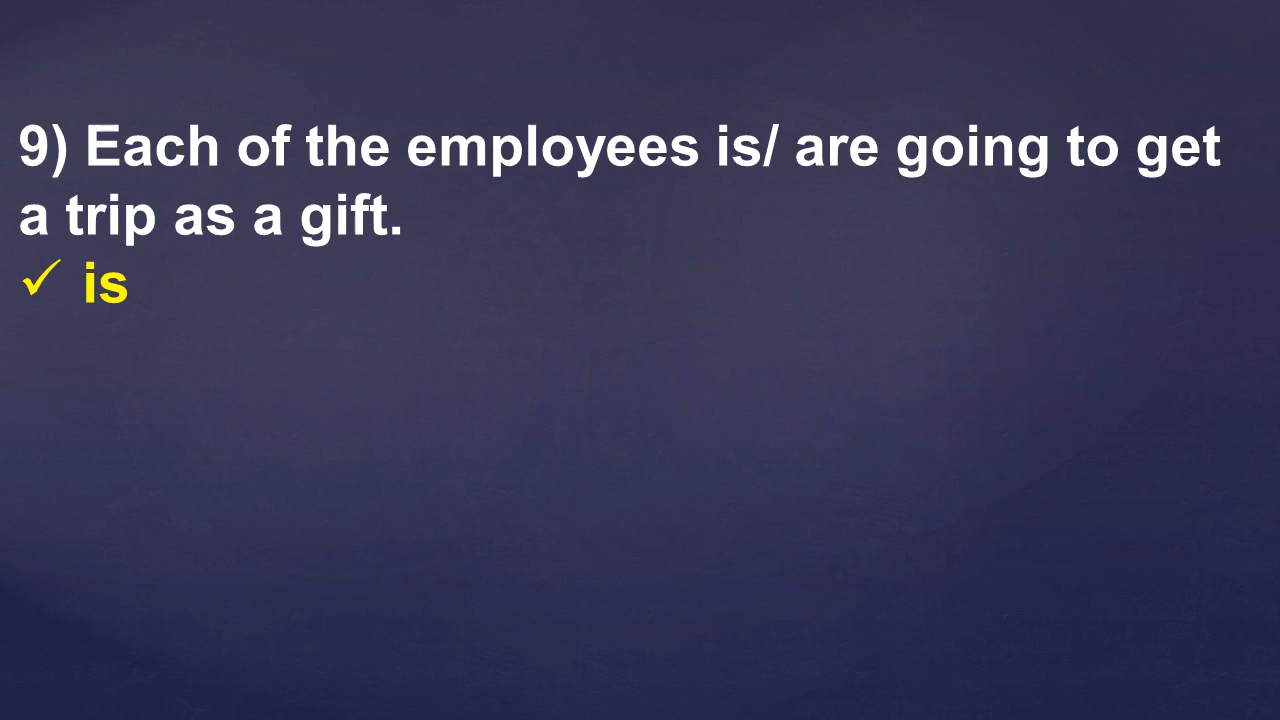 9) Each of the employees is/ are going to get
a trip as a gift.
✓ is